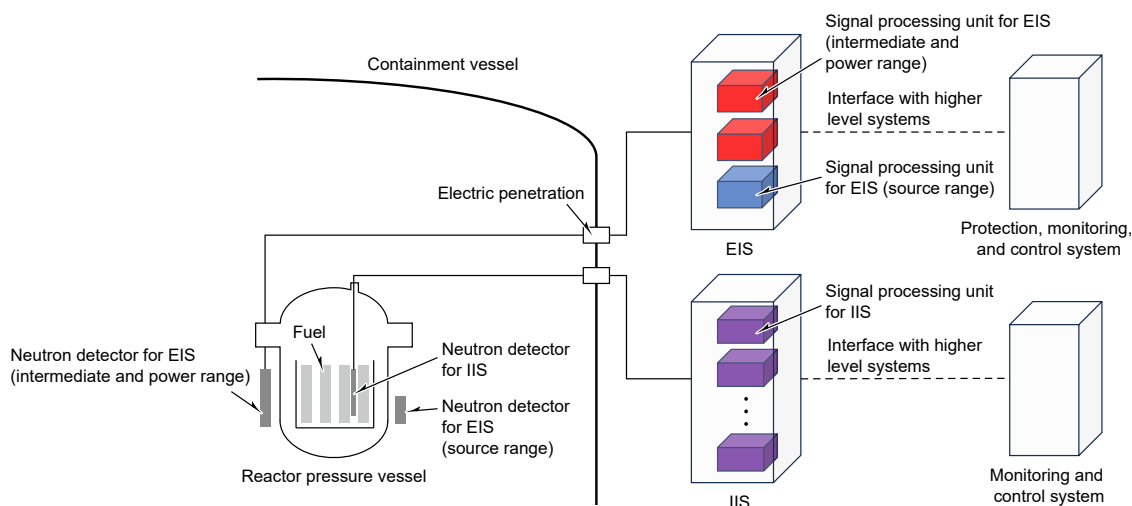 Containment vessel
Signal processing unit for EIS
(intermediate and
power range)
Interface with higher
level systems
Signal processing unit
for EIS (source range)
Electric penetration
EIS
Protection, monitoring,
and control system
Fuel
Neutron detector for EIS
(intermediate and power range)
Neutron detector
for IIS
Neutron detector
for EIS
(source range)
Reactor pressure vessel
Signal processing unit
for IIS
Interface with higher
level systems
IIS
Monitoring and
control system